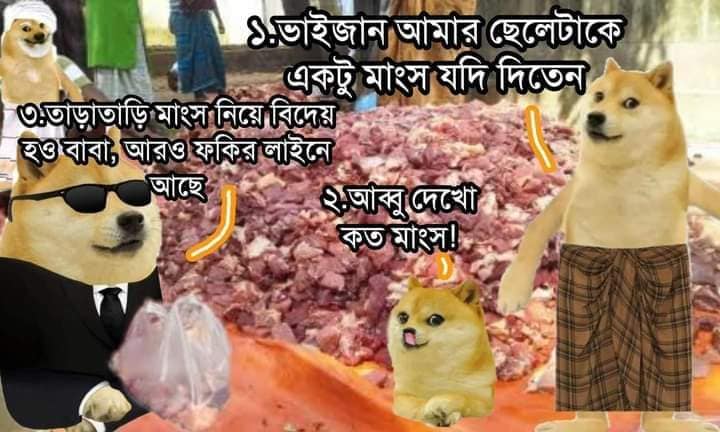 ১.ভাইজান আমার ছেলেটাকে
একটু মাংস যদি দিতেন
২.আব্বু দেখো
কত মাংস!
৩.তাড়াতাড়ি মাংস নিয়ে বিদেয়
হও বাবা, আরও ফকির লাইনে
আছে